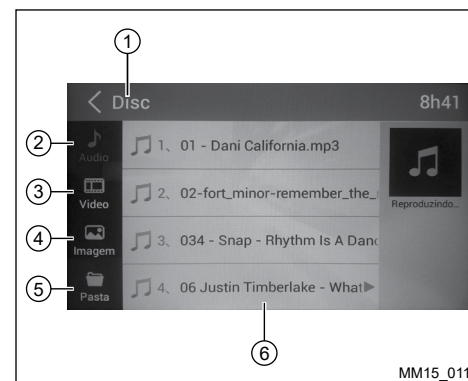 1
< Disc 8h41
2
Audio
1、 01 - Dani California.mp3
3
Video
2、 02-fort_minor-remember_the_
Reproduzindo...
4
Imagem
3、 034 - Snap - Rhythm Is A Danc
5
Pasta
4、 06 Justin Timberlake - What
6
MM15_011